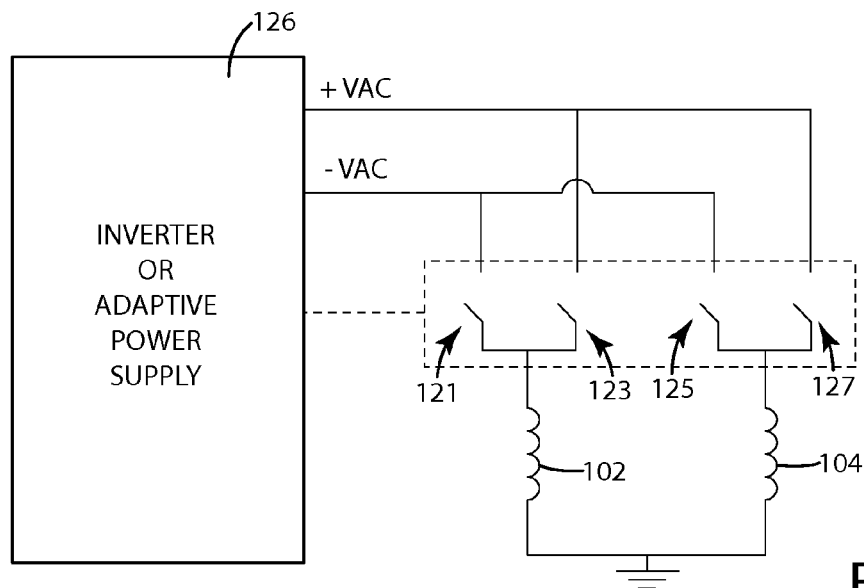 126
+ VAC
- VAC
INVERTER
OR
ADAPTIVE
POWER
SUPPLY
121
123
125
127
102
104